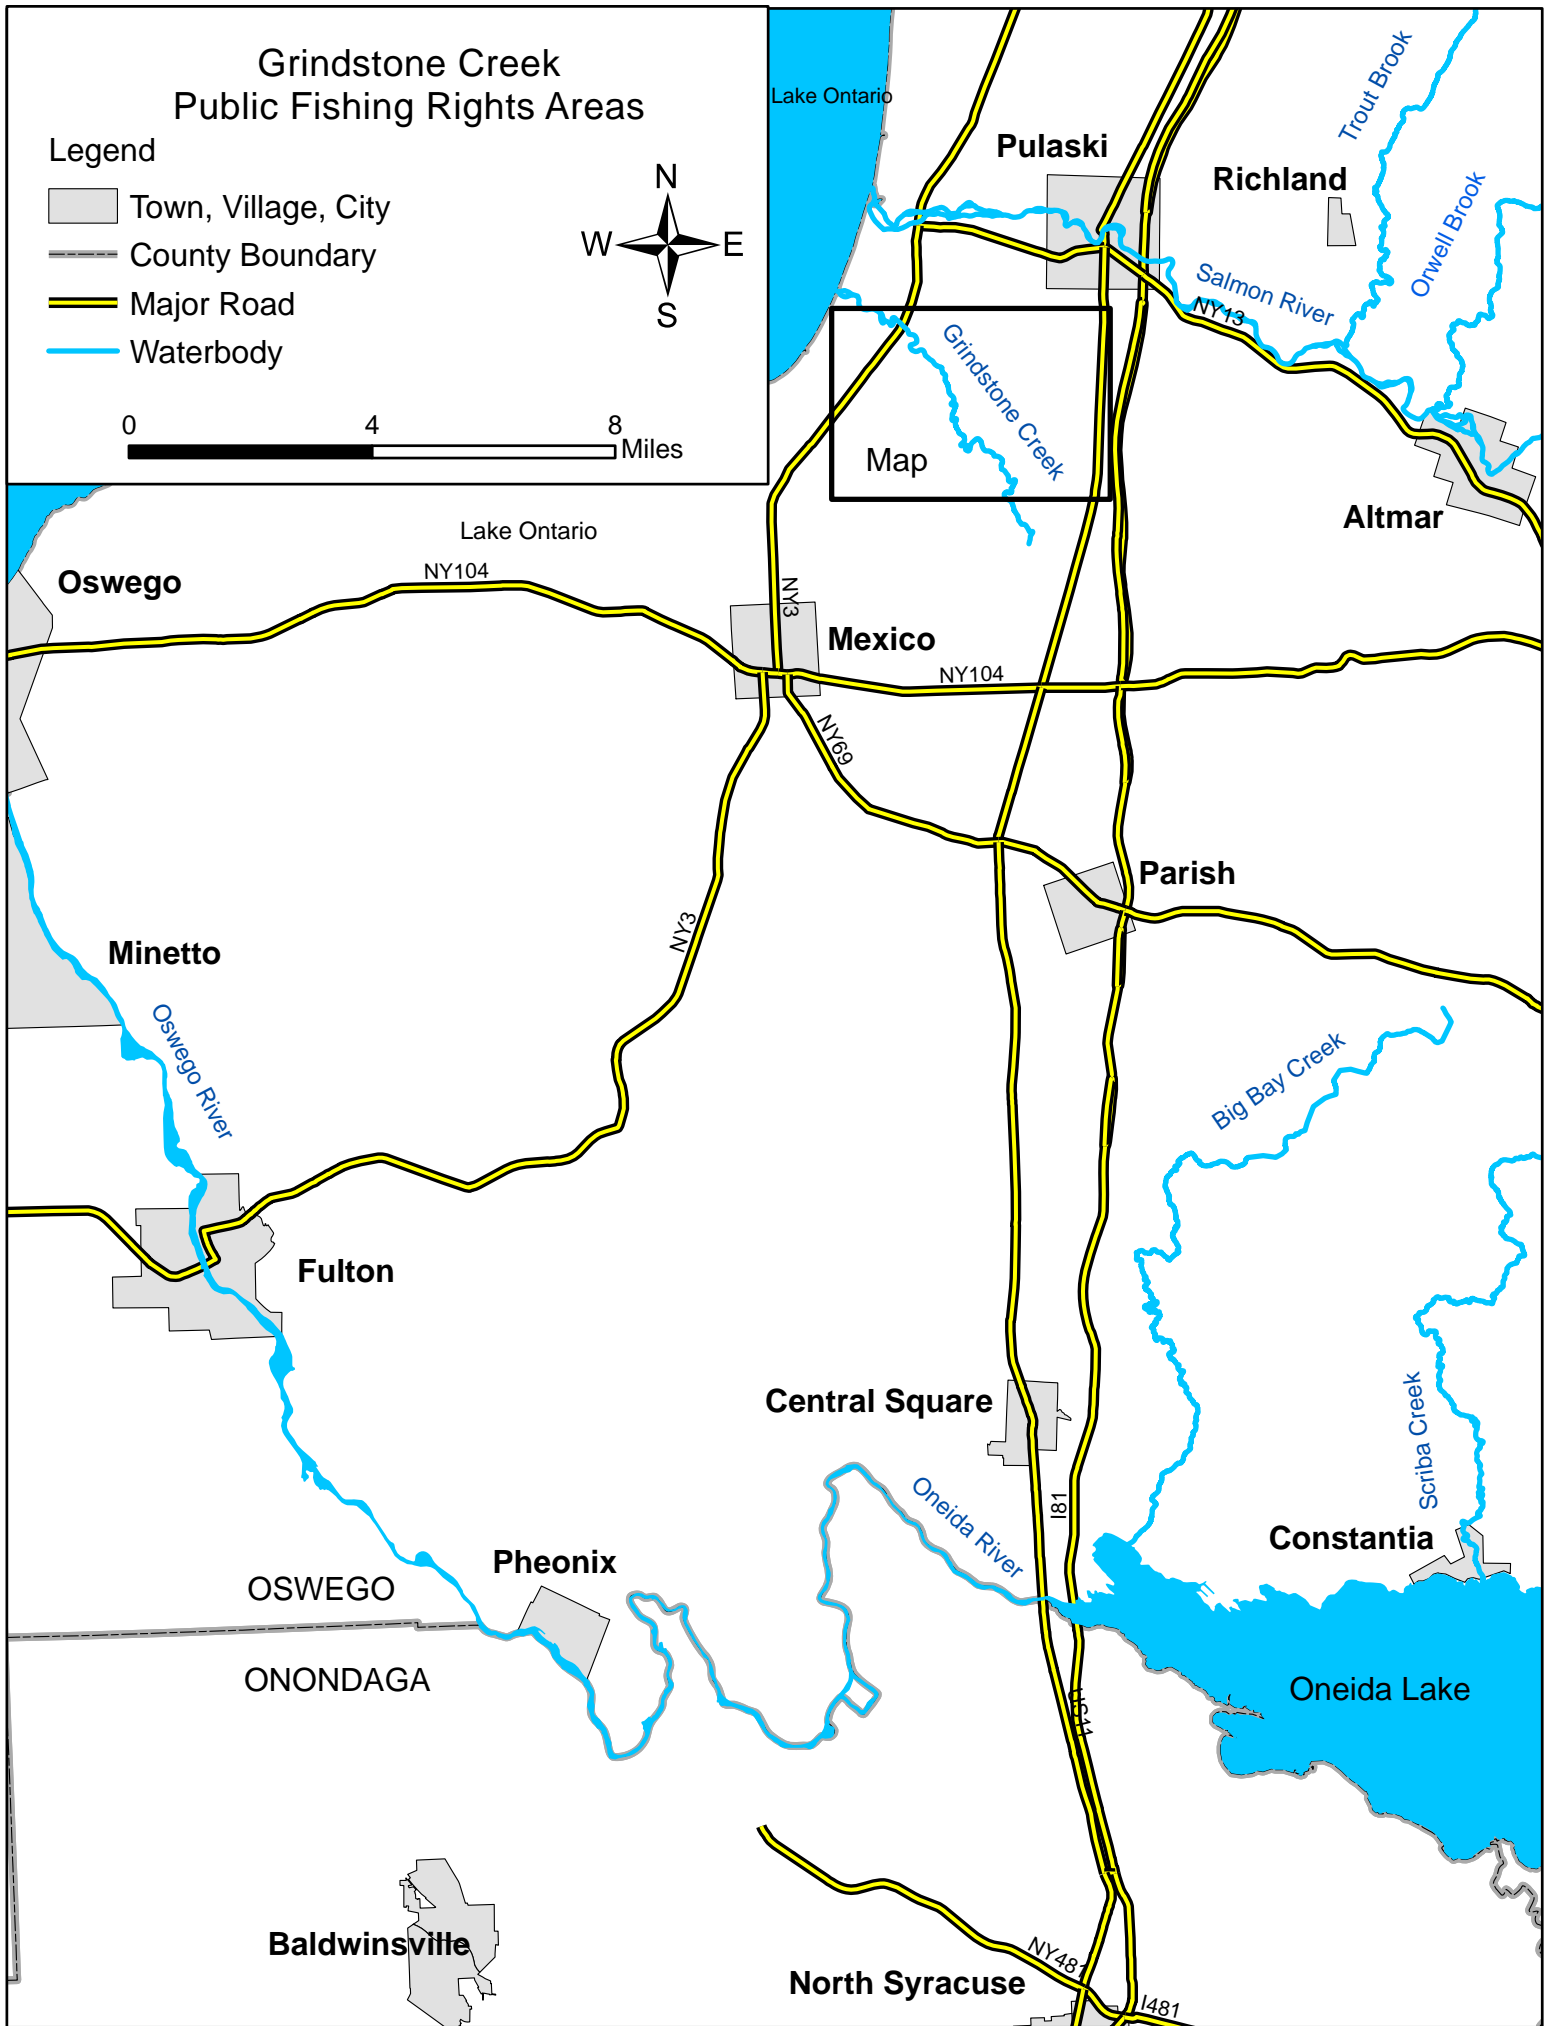 Grindstone Creek
Public Fishing Rights Areas
Legend
Town, Village, City
County Boundary
Major Road
Waterbody
N
W
E
S
0
4
8
Miles
Lake Ontario
Pulaski
Richland
Trout Brook
Orwell Brook
Salmon River
NY13
Grindstone Creek
Map
Altmar
Lake Ontario
Oswego
NY104
NY3
Mexico
NY104
NY69
Parish
NY3
Minetto
Oswego River
Big Bay Creek
Fulton
Central Square
Scriba Creek
Oneida River
I81
Constantia
Pheonix
OSWEGO
ONONDAGA
Oneida Lake
US11
Baldwinsville
NY481
North Syracuse
I481